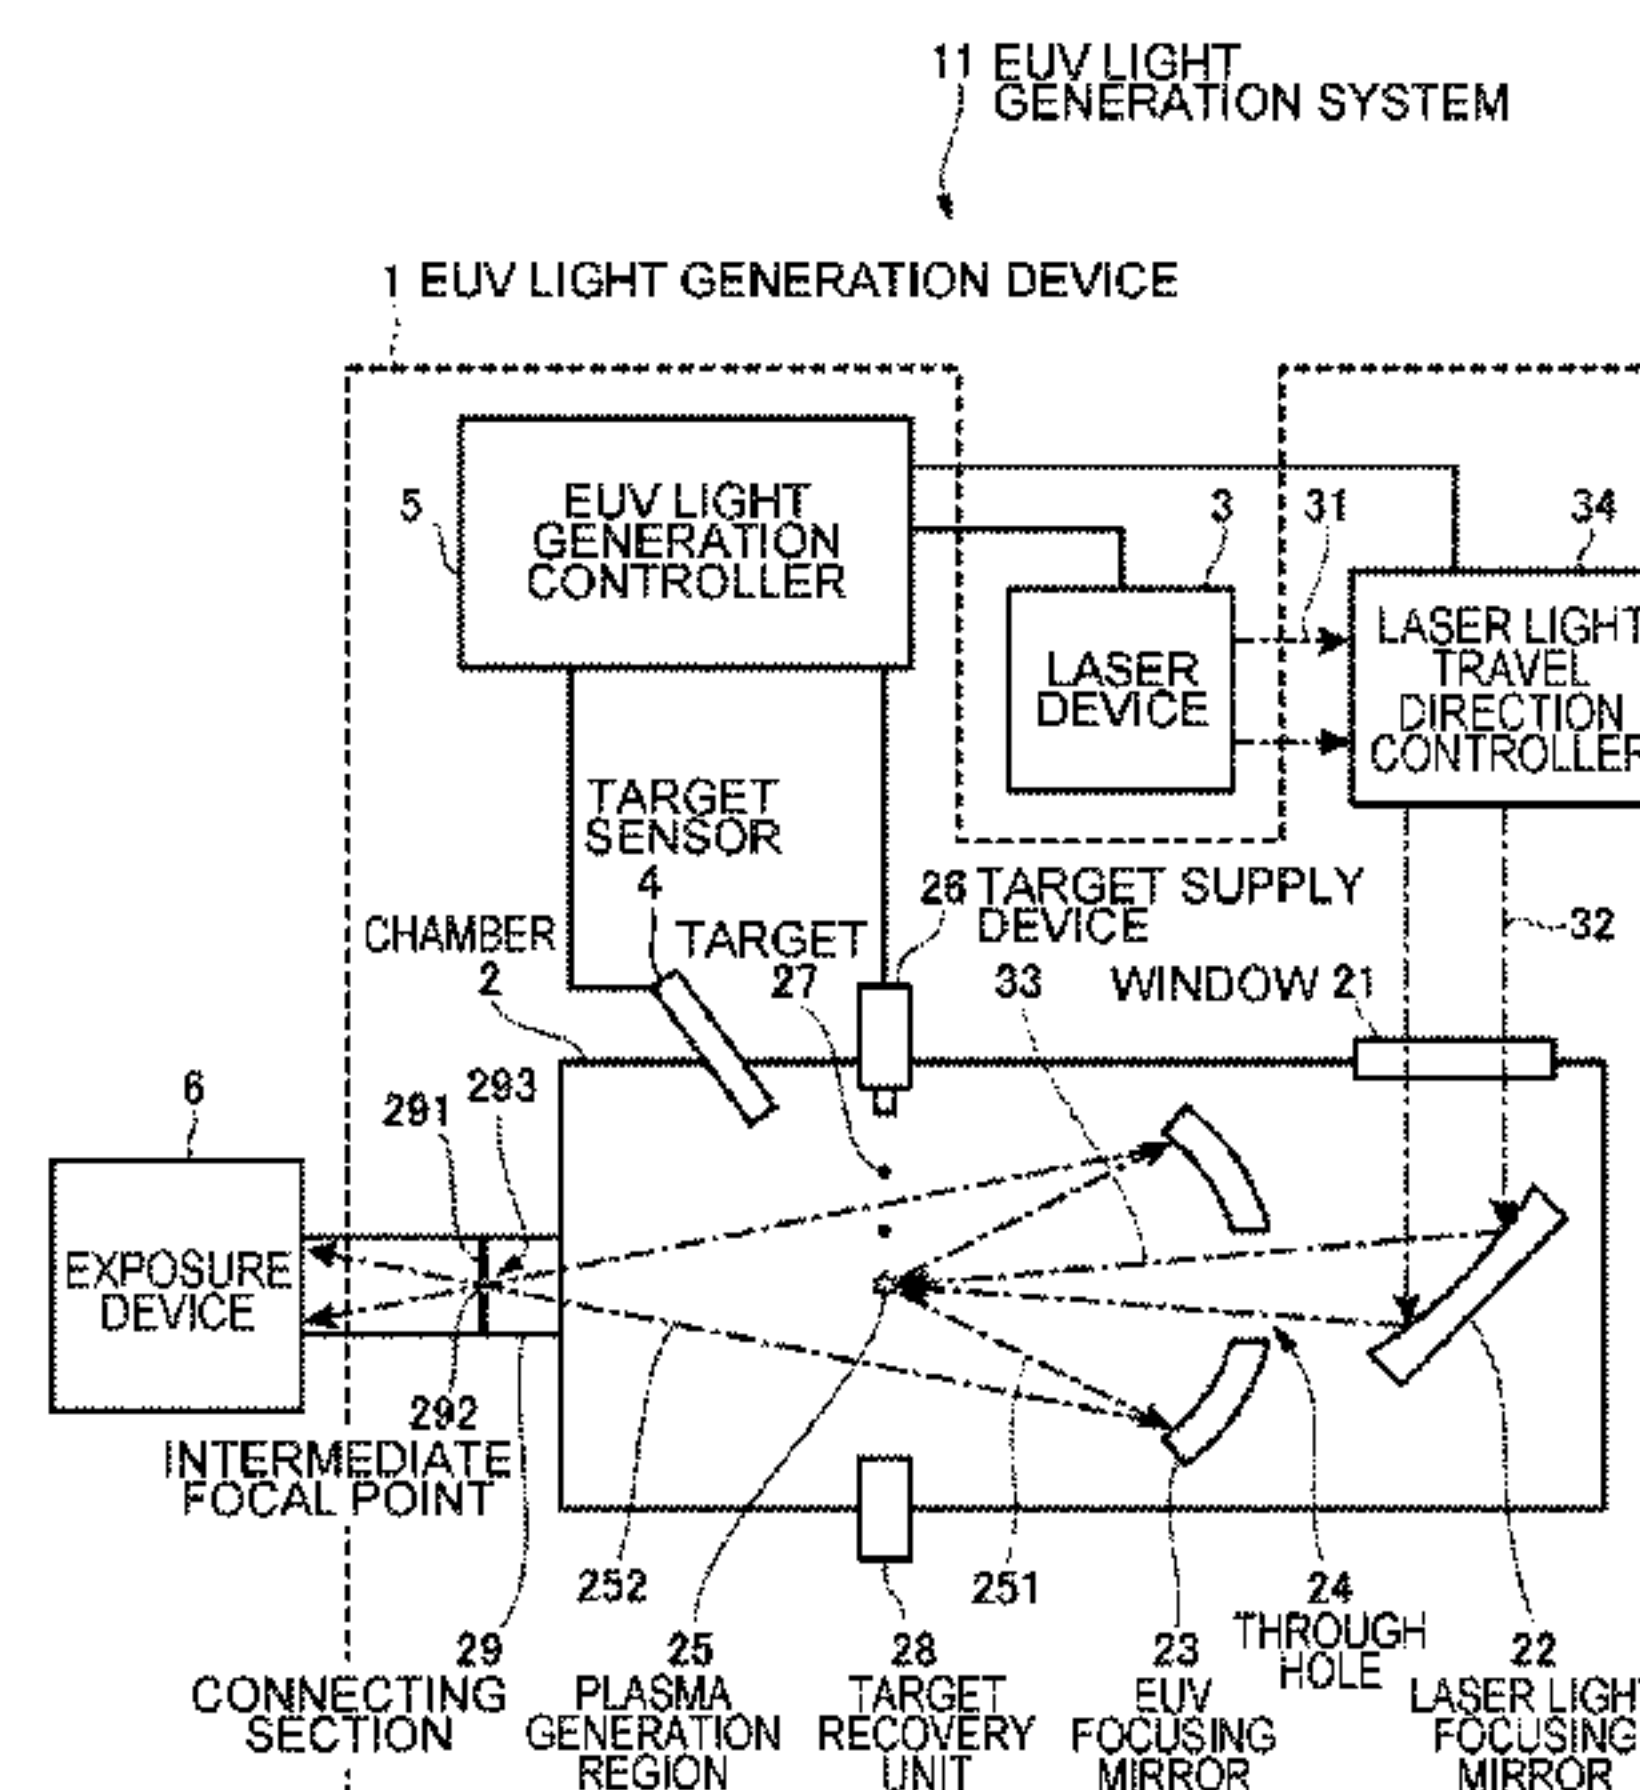 11 EUV LIGHT
GENERATION SYSTEM
1 EUV LIGHT GENERATION DEVICE
5
EUV LIGHT
GENERATION
CONTROLLER
3
31
34
LASER DEVICE
LASER LIGHT
TRAVEL
DIRECTION
CONTROLLER
TARGET
SENSOR
4
CHAMBER
2
TARGET
27
26 TARGET SUPPLY
DEVICE
33
WINDOW 21
32
6
291
293
EXPOSURE
DEVICE
292
INTERMEDIATE
FOCAL POINT
252
251
24
THROUGH
HOLE
29
CONNECTING
SECTION
25
PLASMA
GENERATION
REGION
28
TARGET
RECOVERY
UNIT
23
EUV
FOCUSING
MIRROR
22
LASER LIGHT
FOCUSING
MIRROR